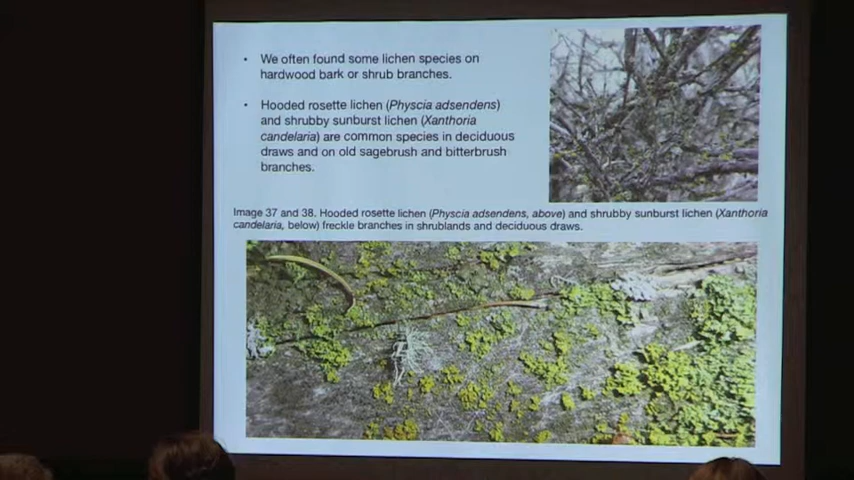 • We often found some lichen species on
hardwood bark or shrub branches.
• Hooded rosette lichen (Physcia adsendens)
and shrubby sunburst lichen (Xanthoria
candelaria) are common species in deciduous
draws and on old sagebrush and bitterbrush
branches.
Image 37 and 38. Hooded rosette lichen (Physcia adsendens, above) and shrubby sunburst lichen (Xanthoria
candelaria, below) freckle branches in shrublands and deciduous draws.